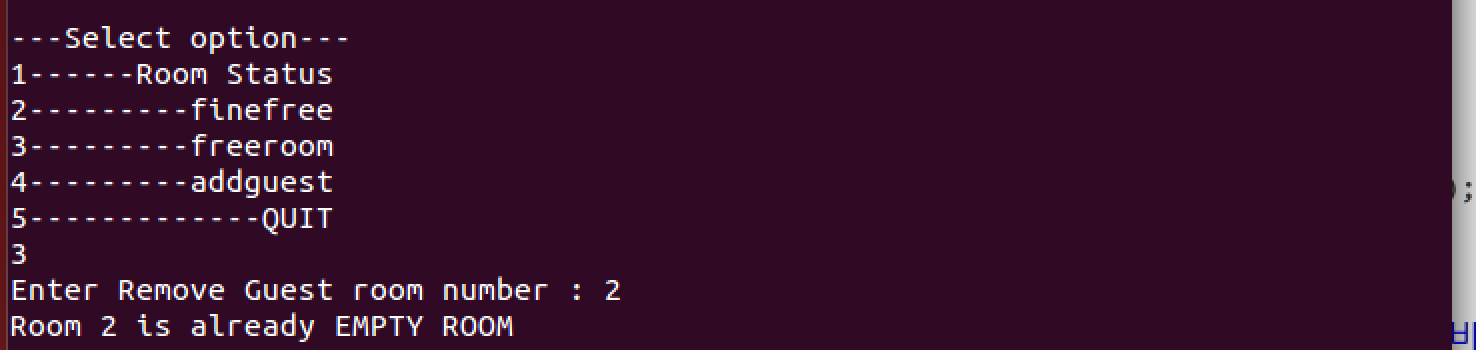 ---Select option---
1------Room Status
2---------finefree
3---------freeroom
4---------addguest
5-------------QUIT
3
Enter Remove Guest room number : 2
Room 2 is already EMPTY ROOM
);